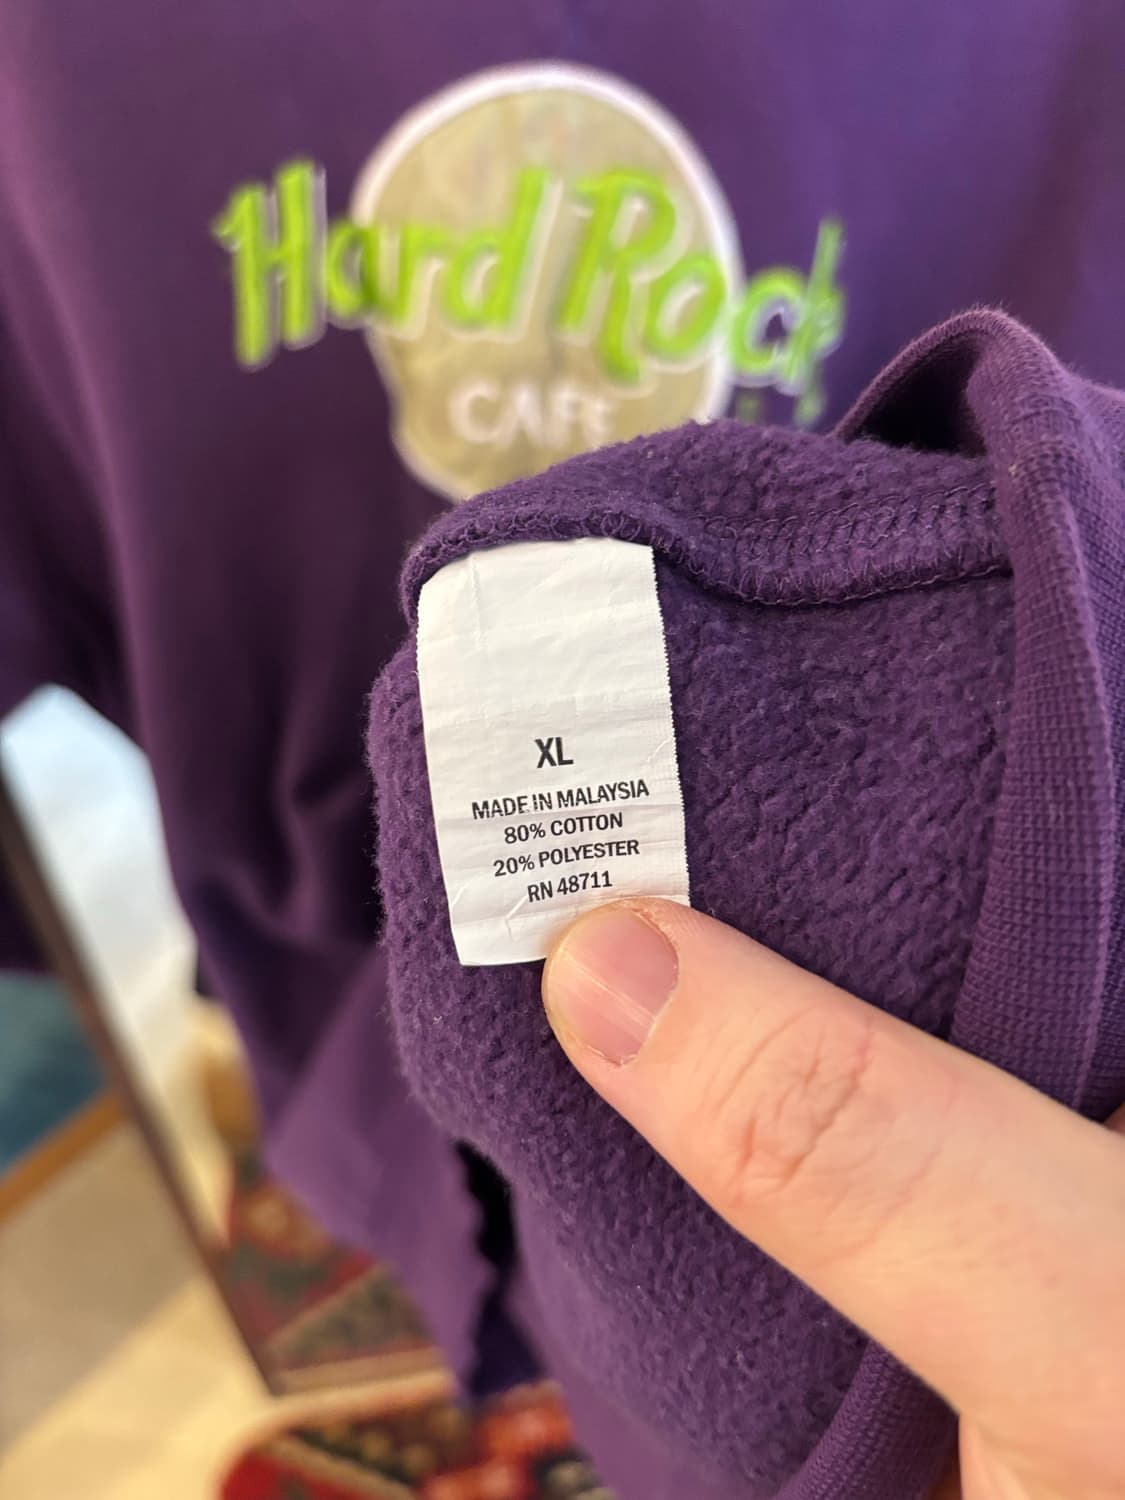 Hard Rock
CAFE
XL
MADE IN MALAYSIA
80% COTTON
20% POLYESTER
RN 48711